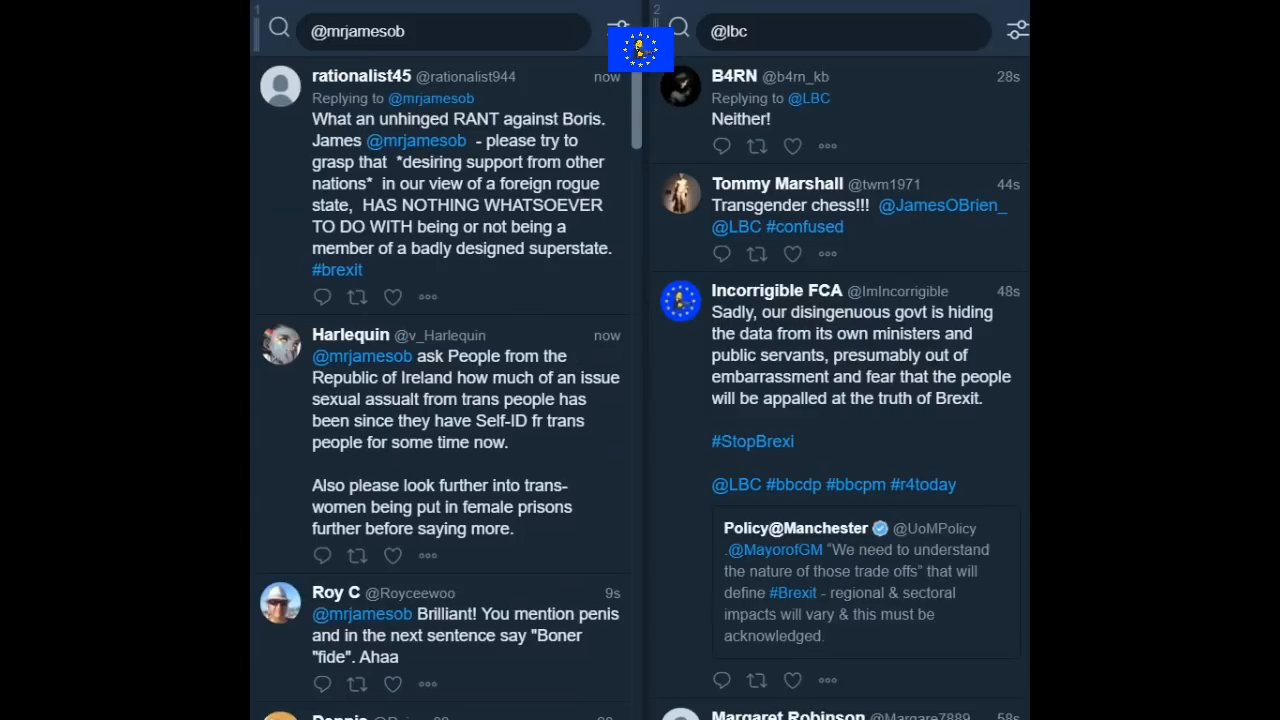 1
@mrjamesob
rationalist45 @rationalist944 now
Replying to @mrjamesob
What an unhinged RANT against Boris.
James @mrjamesob - please try to
grasp that *desiring support from other
nations* in our view of a foreign rogue
state, HAS NOTHING WHATSOEVER
TO DO WITH being or not being a
member of a badly designed superstate.
#brexit
Harlequin @v_Harlequin now
@mrjamesob ask People from the
Republic of Ireland how much of an issue
sexual assualt from trans people has
been since they have Self-ID fr trans
people for some time now.
Also please look further into trans-
women being put in female prisons
further before saying more.
Roy C @Royceewoo 9s
@mrjamesob Brilliant! You mention penis
and in the next sentence say "Boner
"fide". Ahaa
2
@lbc
B4RN @b4rn_kb 28s
Replying to @LBC
Neither!
Tommy Marshall @twm1971 44s
Transgender chess!!! @JamesOBrien_
@LBC #confused
Incorrigible FCA @ImIncorrigible 48s
Sadly, our disingenuous govt is hiding
the data from its own ministers and
public servants, presumably out of
embarrassment and fear that the people
will be appalled at the truth of Brexit.
#StopBrexi
@LBC #bbcdp #bbcpm #r4today
Policy@Manchester @UoMPolicy
.@MayorofGM “We need to understand
the nature of those trade offs” that will
define #Brexit - regional & sectoral
impacts will vary & this must be
acknowledged.
Margaret Robinson @Margare7889 58s